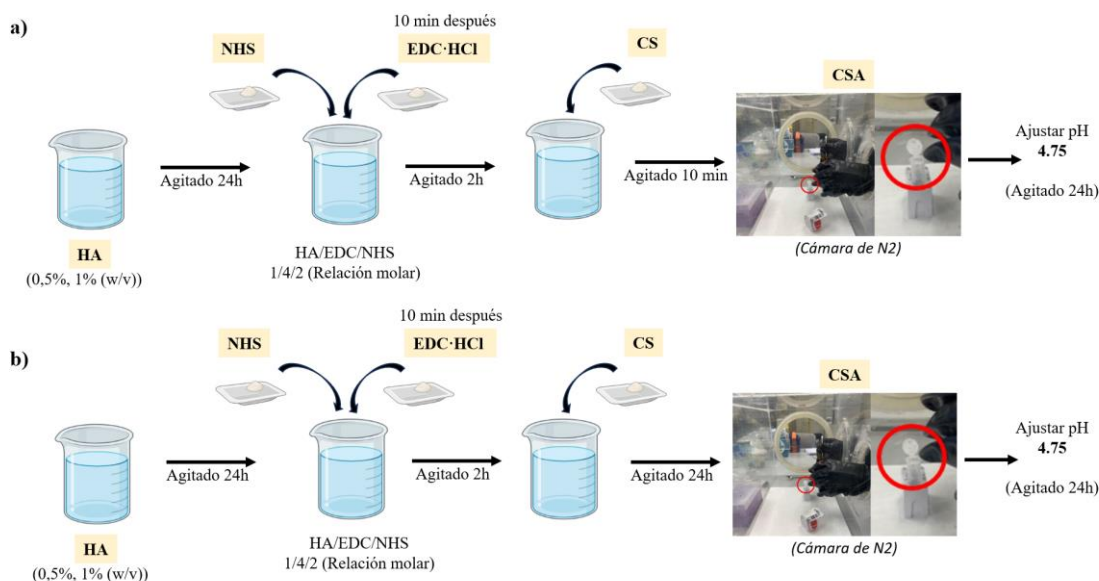 a)
10 min después
NHS
EDC·HCl
CS
CSA
Agitado 24h
Agitado 2h
Agitado 10 min
Ajustar pH
4.75
(Agitado 24h)
HA
(0,5%, 1% (w/v))
HA/EDC/NHS
1/4/2 (Relación molar)
(Cámara de N2)
b)
10 min después
NHS
EDC·HCl
CS
CSA
Agitado 24h
Agitado 2h
Agitado 24h
Ajustar pH
4.75
(Agitado 24h)
HA
(0,5%, 1% (w/v))
HA/EDC/NHS
1/4/2 (Relación molar)
(Cámara de N2)